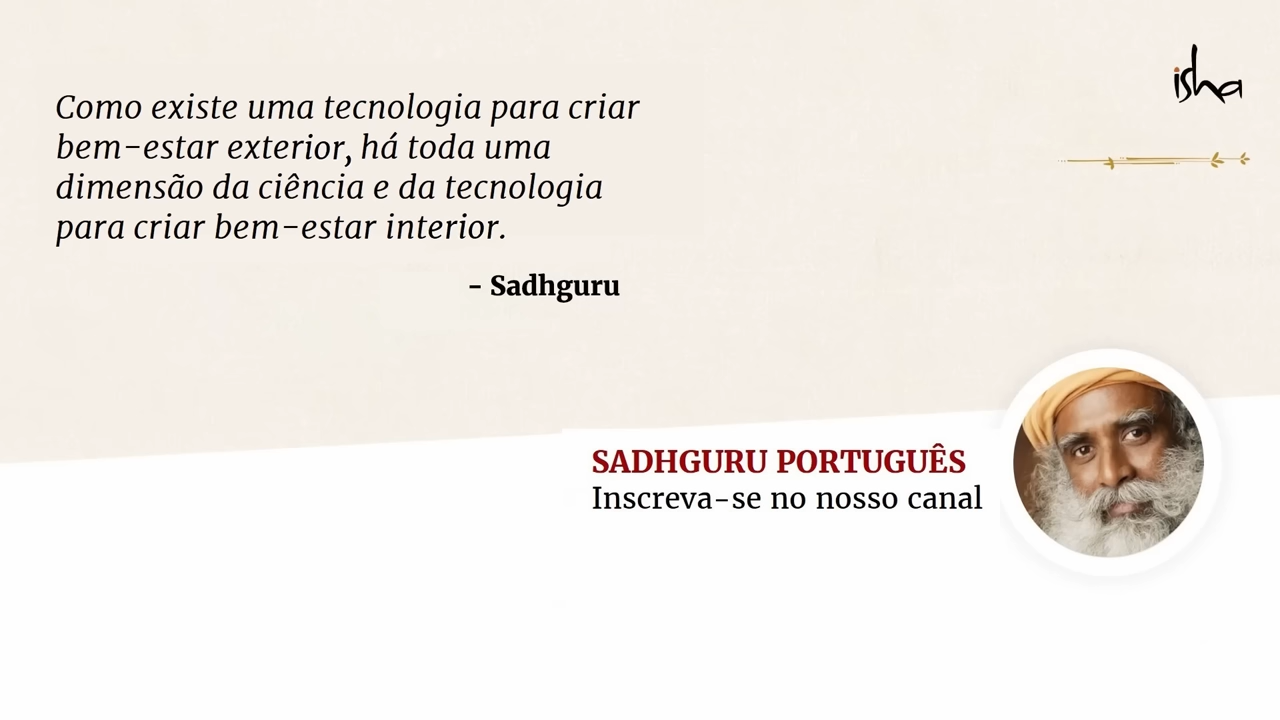 Como existe uma tecnologia para criar
bem-estar exterior, há toda uma
dimensão da ciência e da tecnologia
para criar bem-estar interior.
- Sadhguru
isha
SADHGURU PORTUGUÊS
Inscreva-se no nosso canal